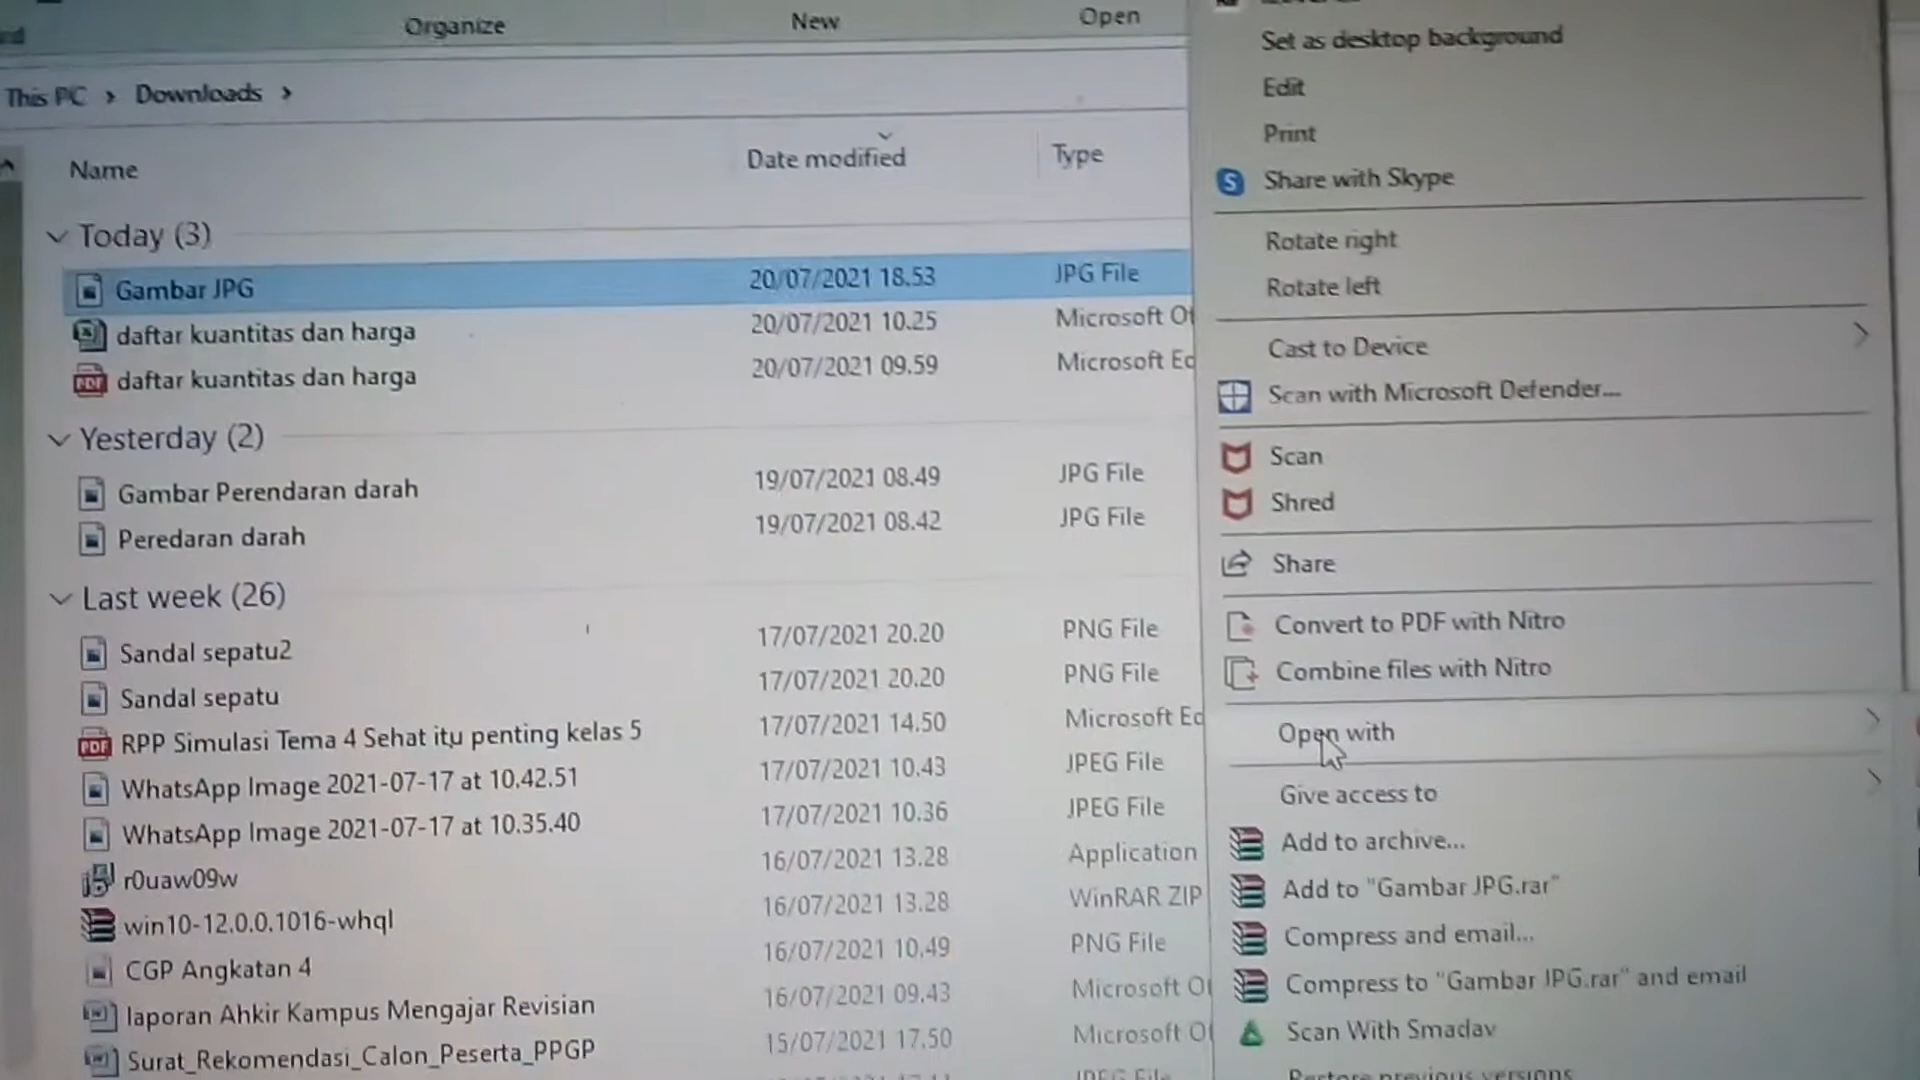 Organize New Open
This PC > Downloads >
Name Date modified Type
Today (3)
Gambar JPG 20/07/2021 18.53 JPG File
daftar kuantitas dan harga 20/07/2021 10.25 Microsoft Of
daftar kuantitas dan harga 20/07/2021 09.59 Microsoft Ed
Yesterday (2)
Gambar Perendaran darah 19/07/2021 08.49 JPG File
Peredaran darah 19/07/2021 08.42 JPG File
Last week (26)
Sandal sepatu2 17/07/2021 20.20 PNG File
Sandal sepatu 17/07/2021 20.20 PNG File
RPP Simulasi Tema 4 Sehat itu penting kelas 5 17/07/2021 14.50 Microsoft Ed
WhatsApp Image 2021-07-17 at 10.42.51 17/07/2021 10.43 JPEG File
WhatsApp Image 2021-07-17 at 10.35.40 17/07/2021 10.36 JPEG File
r0uaw09w 16/07/2021 13.28 Application
win10-12.0.0.1016-whql 16/07/2021 13.28 WinRAR ZIP
CGP Angkatan 4 16/07/2021 10.49 PNG File
laporan Ahkir Kampus Mengajar Revisian 16/07/2021 09.43 Microsoft Of
Surat_Rekomendasi_Calon_Peserta_PPGP 15/07/2021 17.50 Microsoft Of
JPEG File
Set as desktop background
Edit
Print
Share with Skype
Rotate right
Rotate left
Cast to Device
Scan with Microsoft Defender...
Scan
Shred
Share
Convert to PDF with Nitro
Combine files with Nitro
Open with
Give access to
Add to archive...
Add to "Gambar JPG.rar"
Compress and email...
Compress to "Gambar JPG.rar" and email
Scan With Smadav
Restore previous versions